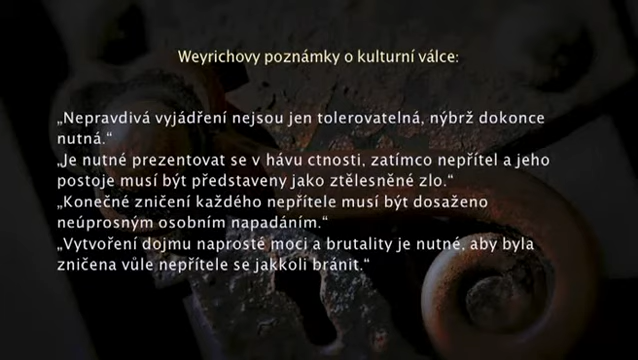 Weyrichovy poznámky o kulturní válce:
„Nepravdivá vyjádření nejsou jen tolerovatelná, nýbrž dokonce
nutná.“
„Je nutné prezentovat se v hávu ctnosti, zatímco nepřítel a jeho
postoje musí být představeny jako ztělesněné zlo.“
„Konečné zničení každého nepřítele musí být dosaženo
neúprosným osobním napadáním.“
„Vytvoření dojmu naprosté moci a brutality je nutné, aby byla
zničena vůle nepřítele se jakkoli bránit.“